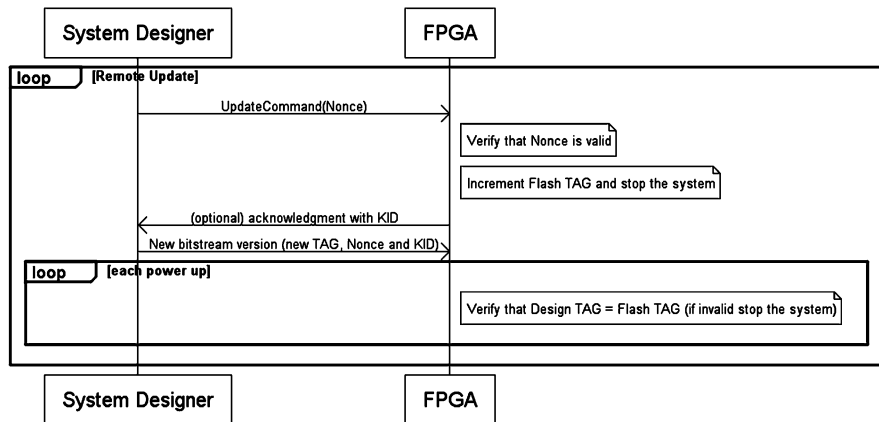 System Designer
FPGA
loop
[Remote Update]
UpdateCommand(Nonce)
Verify that Nonce is valid
Increment Flash TAG and stop the system
(optional) acknowledgment with KID
New bitstream version (new TAG, Nonce and KID)
loop
[each power up]
Verify that Design TAG = Flash TAG (if invalid stop the system)
System Designer
FPGA